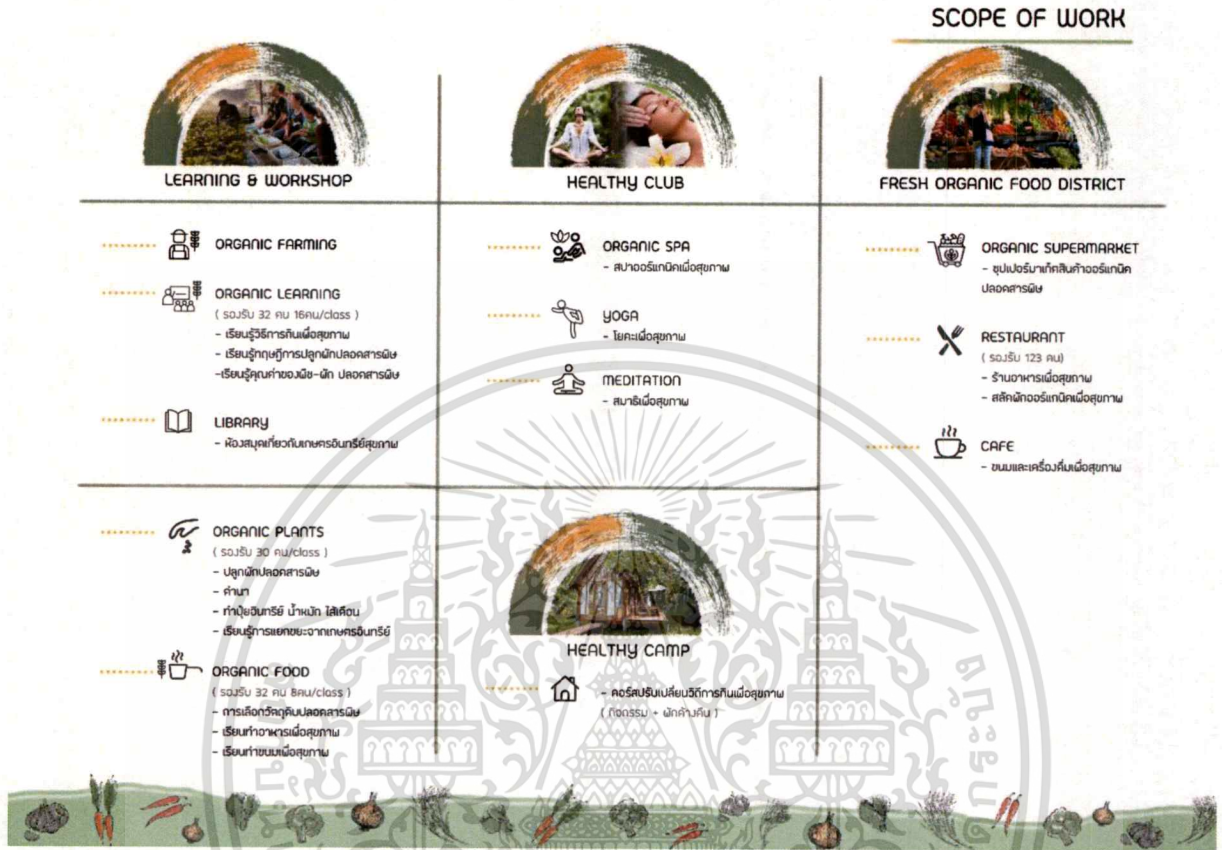 SCOPE OF WORK
LEARNING & WORKSHOP
ORGANIC FARMING
ORGANIC LEARNING
( รองรับ 32 คน 16คน/class )
- เรียนรู้วิธีการกินเพื่อสุขภาพ
- เรียนรู้ทฤษฎีการปลูกผักปลอดสารพิษ
-เรียนรู้คุณค่าของพืช-ผัก ปลอดสารพิษ
LIBRARY
- ห้องสมุดเกี่ยวกับเกษตรอินทรีย์สุขภาพ
ORGANIC PLANTS
( รองรับ 30 คน/class )
- ปลูกผักปลอดสารพิษ
- ดำนา
- ทำปุ๋ยอินทรีย์ น้ำหมัก ไส้เดือน
- เรียนรู้การแยกขยะจากเกษตรอินทรีย์
ORGANIC FOOD
( รองรับ 32 คน 8คน/class )
- การเลือกวัตถุดิบปลอดสารพิษ
- เรียนทำอาหารเพื่อสุขภาพ
- เรียนทำขนมเพื่อสุขภาพ
HEALTHY CLUB
ORGANIC SPA
- สปาออร์แกนิคเพื่อสุขภาพ
YOGA
- โยคะเพื่อสุขภาพ
MEDITATION
- สมาธิเพื่อสุขภาพ
HEALTHY CAMP
- คอร์สปรับเปลี่ยนวิถีการกินเพื่อสุขภาพ
( กิจกรรม + พักค้างคืน )
FRESH ORGANIC FOOD DISTRICT
ORGANIC SUPERMARKET
- ซุปเปอร์มาเก็ตสินค้าออร์แกนิค
ปลอดสารพิษ
RESTAURANT
( รองรับ 123 คน)
- ร้านอาหารเพื่อสุขภาพ
- สลัดผักออร์แกนิคเพื่อสุขภาพ
CAFE
- ขนมและเครื่องดื่มเพื่อสุขภาพ